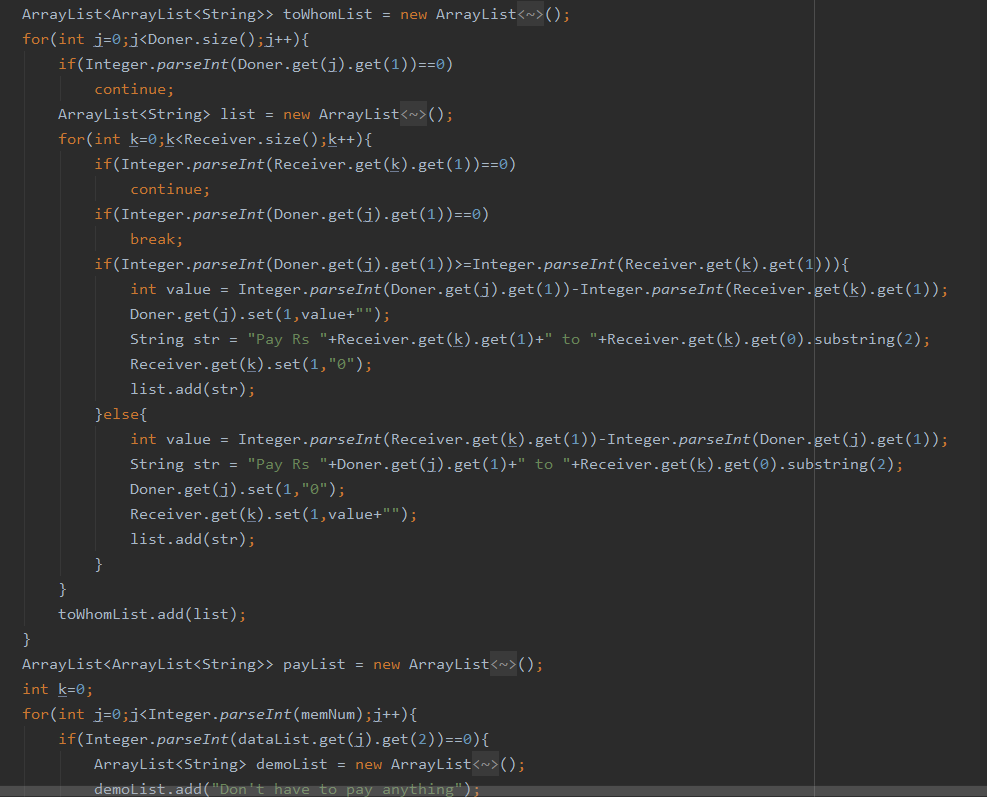 ArrayList<ArrayList<String>> toWhomList = new ArrayList<~>();
for(int j=0;j<Doner.size();j++){
if(Integer.parseInt(Doner.get(j).get(1))==0)
continue;
ArrayList<String> list = new ArrayList<~>();
for(int k=0;k<Receiver.size();k++){
if(Integer.parseInt(Receiver.get(k).get(1))==0)
continue;
if(Integer.parseInt(Doner.get(j).get(1))==0)
break;
if(Integer.parseInt(Doner.get(j).get(1))>=Integer.parseInt(Receiver.get(k).get(1))){
int value = Integer.parseInt(Doner.get(j).get(1))-Integer.parseInt(Receiver.get(k).get(1));
Doner.get(j).set(1,value+"");
String str = "Pay Rs "+Receiver.get(k).get(1)+" to "+Receiver.get(k).get(0).substring(2);
Receiver.get(k).set(1,"0");
list.add(str);
}else{
int value = Integer.parseInt(Receiver.get(k).get(1))-Integer.parseInt(Doner.get(j).get(1));
String str = "Pay Rs "+Doner.get(j).get(1)+" to "+Receiver.get(k).get(0).substring(2);
Doner.get(j).set(1,"0");
Receiver.get(k).set(1,value+"");
list.add(str);
}
}
toWhomList.add(list);
}
ArrayList<ArrayList<String>> payList = new ArrayList<~>();
int k=0;
for(int j=0;j<Integer.parseInt(memNum);j++){
if(Integer.parseInt(dataList.get(j).get(2))==0){
ArrayList<String> demoList = new ArrayList<~>();
demoList.add("Don't have to pay anything");